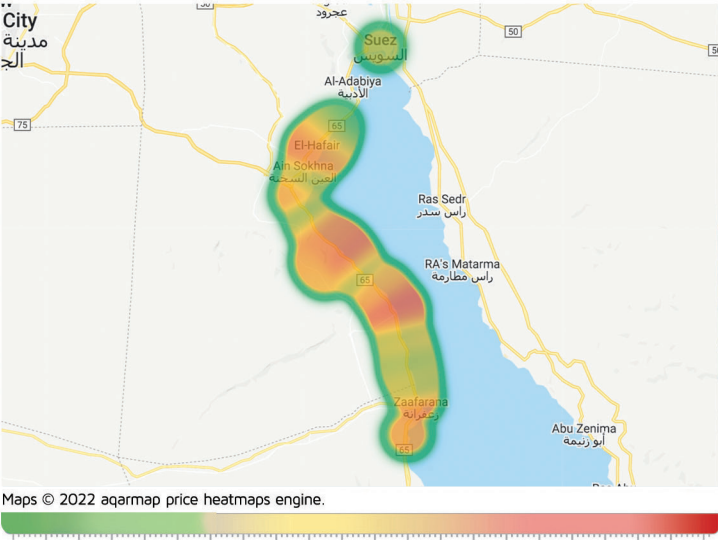 City
مدينة
50
عجرود
50
Suez
السويس
Al-Adabiya
الأدبية
75
65
El-Hafair
Ain Sokhna
العين السخنة
Ras Sedr
راس سدر
RA's Matarma
راس مطارمة
65
Zaafarana
زعفرانة
Abu Zenima
أبو زنيمة
65
Maps © 2022 aqarmap price heatmaps engine.